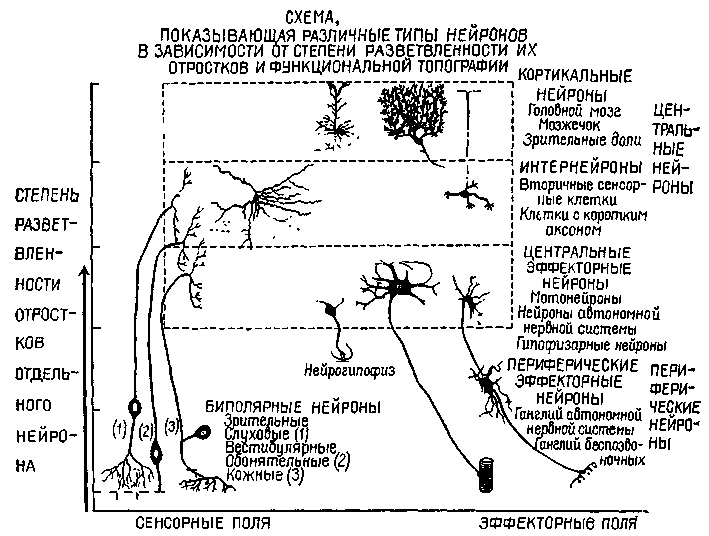 СХЕМА,
ПОКАЗЫВАЮЩАЯ РАЗЛИЧНЫЕ ТИПЫ НЕЙРОНОВ
В ЗАВИСИМОСТИ ОТ СТЕПЕНИ РАЗВЕТВЛЕННОСТИ ИХ
ОТРОСТКОВ И ФУНКЦИОНАЛЬНОЙ ТОПОГРАФИИ
КОРТИКАЛЬНЫЕ
НЕЙРОНЫ
Головной мозг
Мозжечок
Зрительные доли
ЦЕН-
ТРАЛЬ-
НЫЕ
НЕЙ-
РОНЫ
ИНТЕРНЕЙРОНЫ
Вторичные сенсор-
ные клетки
Клетки с коротким
аксоном
СТЕПЕНЬ
РАЗВЕТ-
ВЛЕН-
НОСТИ
ОТРОСТ-
КОВ
ОТДЕЛЬ-
НОГО
НЕЙРО-
НА
ЦЕНТРАЛЬНЫЕ
ЭФФЕКТОРНЫЕ
НЕЙРОНЫ
Мотонейроны
Нейроны автономной
нервной системы
Гипофизарные нейроны
Нейрогипофиз
ПЕРИФЕРИЧЕСКИЕ
ЭФФЕКТОРНЫЕ
НЕЙРОНЫ
Ганглий автономной
нервной системы
Ганглий беспозво-
ночных
ПЕРИ-
ФЕРИ-
ЧЕСКИЕ
НЕЙРО-
НЫ
БИПОЛЯРНЫЕ НЕЙРОНЫ
Зрительные
Слуховые (1)
Вестибулярные
Обонятельные (2)
Кожные (3)
(1) (2) (3)
СЕНСОРНЫЕ ПОЛЯ
ЭФФЕКТОРНЫЕ ПОЛЯ